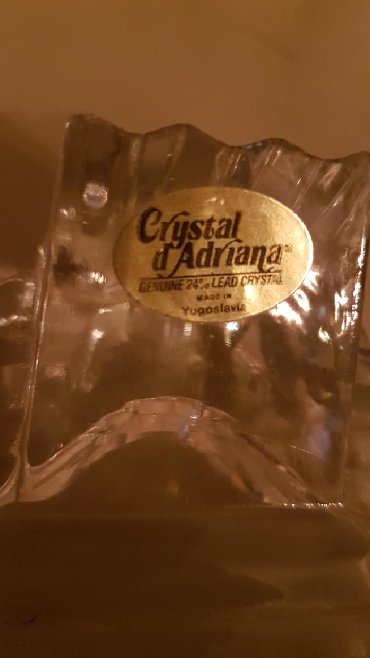 Crystal
d'Adriana®
GENUINE 24% LEAD CRYSTAL
MADE IN
Yugoslavia